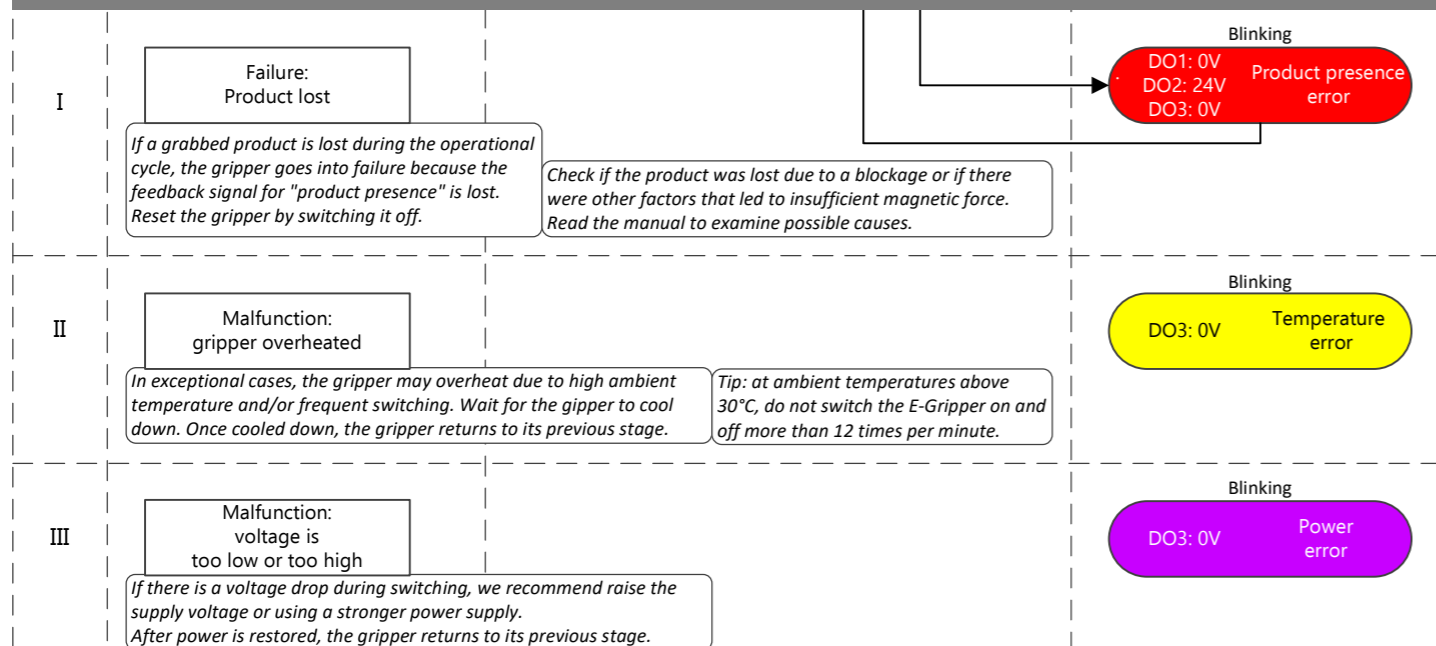 Blinking
I
Failure:
Product lost
DO1: 0V
DO2: 24V
DO3: 0V
Product presence
error
If a grabbed product is lost during the operational
cycle, the gripper goes into failure because the
feedback signal for "product presence" is lost.
Reset the gripper by switching it off.
Check if the product was lost due to a blockage or if there
were other factors that led to insufficient magnetic force.
Read the manual to examine possible causes.
Blinking
II
Malfunction:
gripper overheated
DO3: 0V
Temperature
error
In exceptional cases, the gripper may overheat due to high ambient
temperature and/or frequent switching. Wait for the gipper to cool
down. Once cooled down, the gripper returns to its previous stage.
Tip: at ambient temperatures above
30°C, do not switch the E-Gripper on and
off more than 12 times per minute.
Blinking
III
Malfunction:
voltage is
too low or too high
DO3: 0V
Power
error
If there is a voltage drop during switching, we recommend raise the
supply voltage or using a stronger power supply.
After power is restored, the gripper returns to its previous stage.